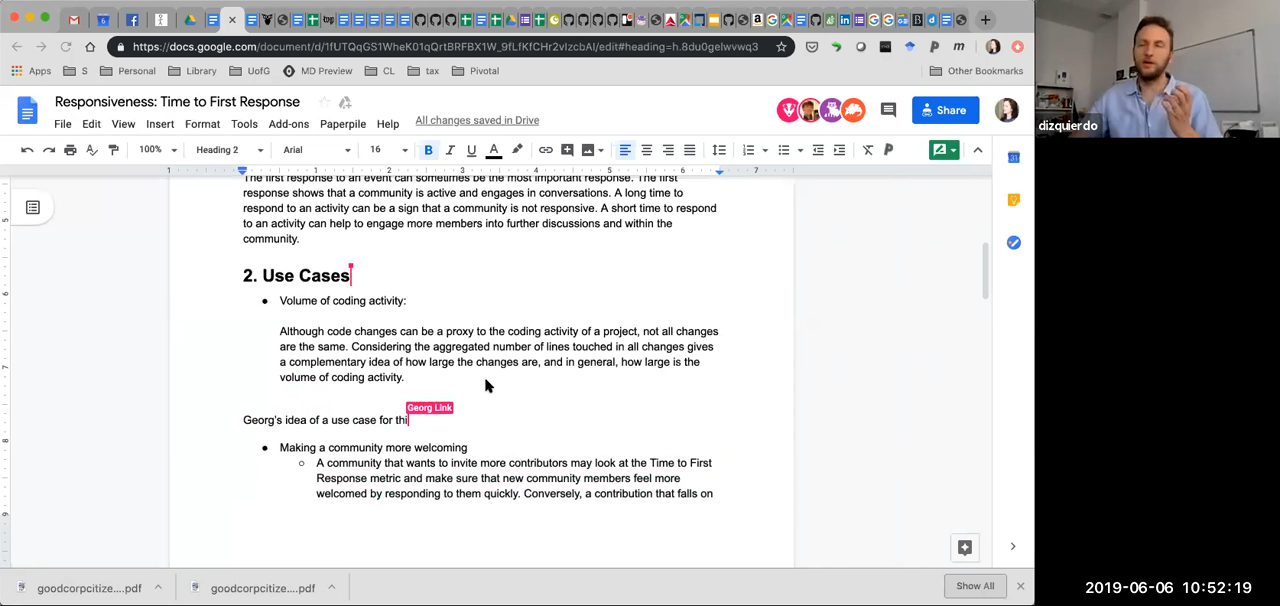 https://docs.google.com/document/d/1fUTQqGS1WheK01qQrtBRFBX1W_9fLfKfCHr2vIzcbAI/edit#heading=h.8du0gelwvwq3
Apps S Personal Library UofG MD Preview CL tax Pivotal Other Bookmarks
dizquierdo
Responsiveness: Time to First Response
File Edit View Insert Format Tools Add-ons Paperpile Help All changes saved in Drive
Share
100% Heading 2 Arial 16
1 1 2 3 4 5 6 7
The first response to an event can sometimes be the most important response. The first
response shows that a community is active and engages in conversations. A long time to
respond to an activity can be a sign that a community is not responsive. A short time to respond
to an activity can help to engage more members into further discussions and within the
community.
2. Use Cases
● Volume of coding activity:
Although code changes can be a proxy to the coding activity of a project, not all changes
are the same. Considering the aggregated number of lines touched in all changes gives
a complementary idea of how large the changes are, and in general, how large is the
volume of coding activity.
Georg Link
Georg's idea of a use case for thi
● Making a community more welcoming
○ A community that wants to invite more contributors may look at the Time to First
Response metric and make sure that new community members feel more
welcomed by responding to them quickly. Conversely, a contribution that falls on
goodcorpcitize....pdf goodcorpcitize....pdf Show All
2019-06-06 10:52:19